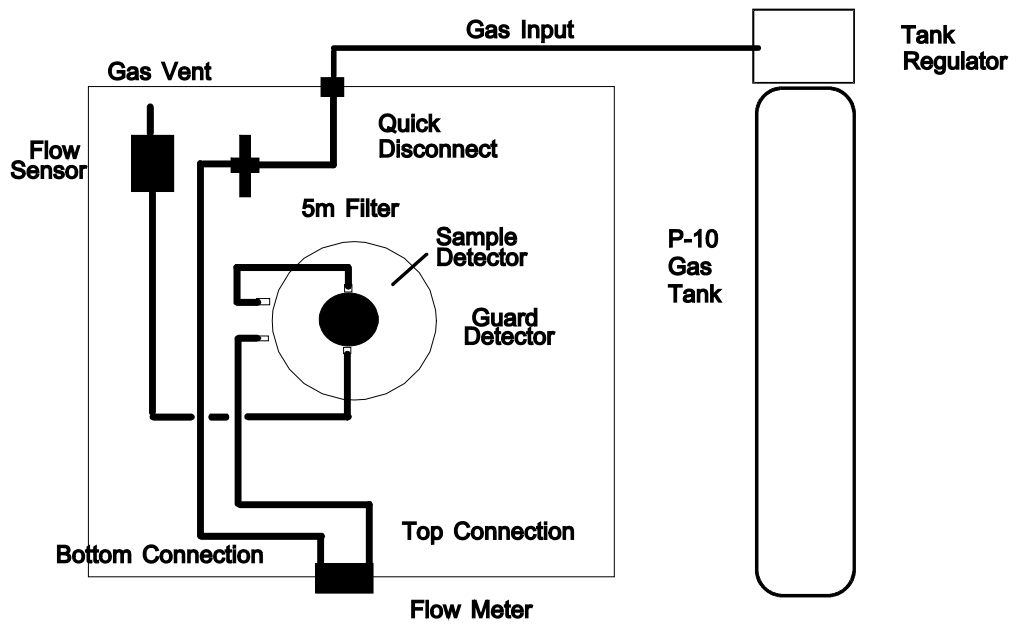 Gas Input
Tank
Regulator
Gas Vent
Quick
Disconnect
Flow
Sensor
5m Filter
Sample
Detector
P-10
Gas
Tank
Guard
Detector
Top Connection
Bottom Connection
Flow Meter